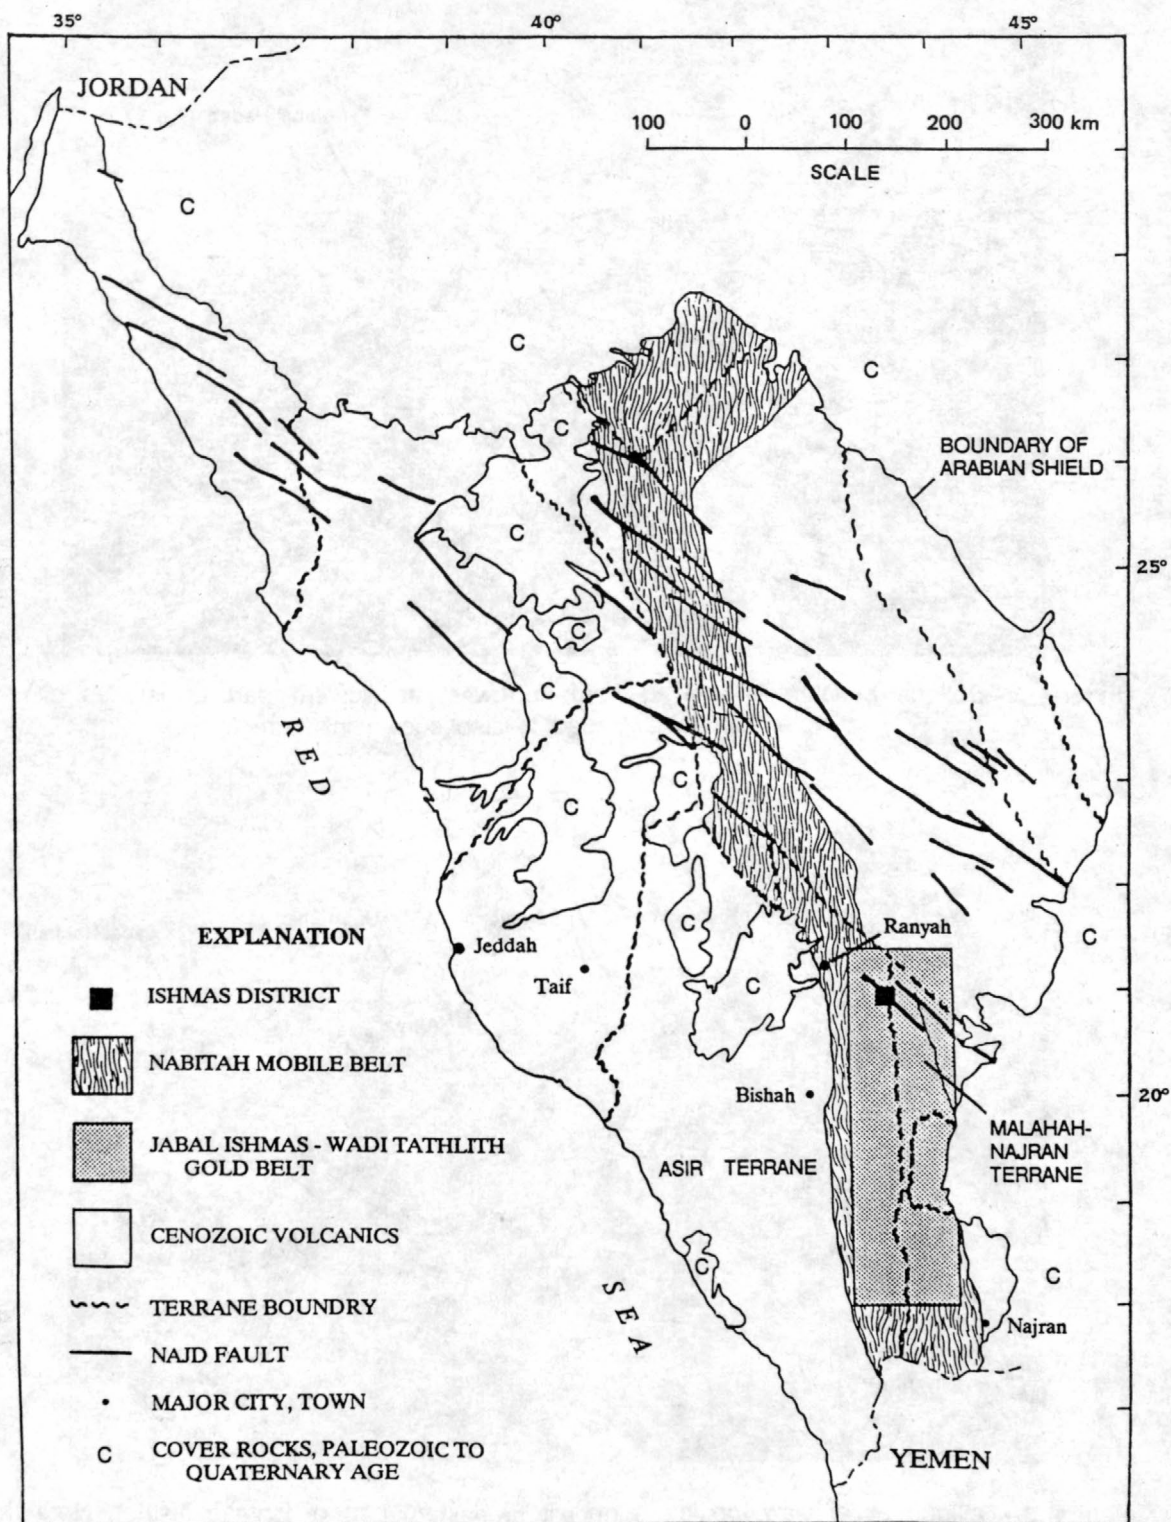 35°
40°
45°
JORDAN
100 0 100 200 300 km
SCALE
C
C
C
C
BOUNDARY OF
ARABIAN SHIELD
C
25°
C
C
RED
C
C
EXPLANATION
C
Ranyah
C
Jeddah
Taif
C
ISHMAS DISTRICT
NABITAH MOBILE BELT
Bishah
20°
MALAHAH-
NAJRAN
TERRANE
JABAL ISHMAS - WADI TATHLITH
GOLD BELT
ASIR TERRANE
CENOZOIC VOLCANICS
C
C
SEA
TERRANE BOUNDRY
Najran
NAJD FAULT
MAJOR CITY, TOWN
C
COVER ROCKS, PALEOZOIC TO
QUATERNARY AGE
YEMEN